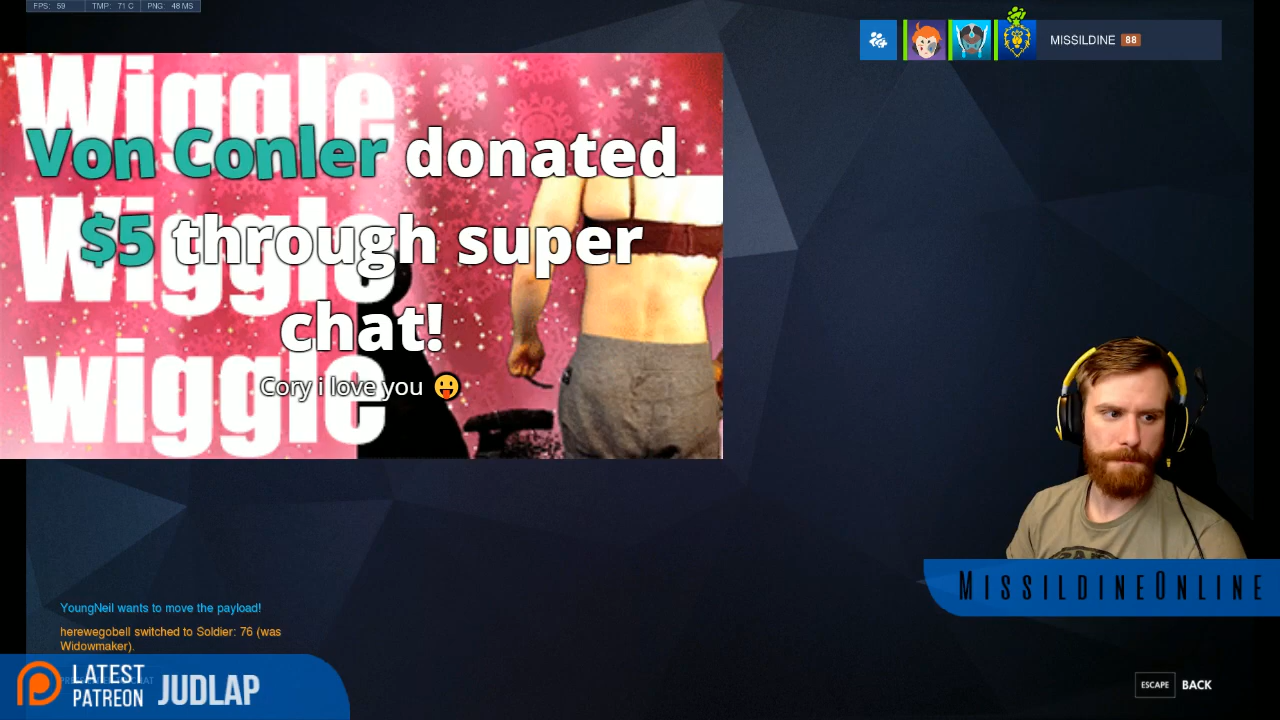 FPS: 59 TMP: 71 C PNG: 48 MS
MISSILDINE 88
Wiggle
Von Conler donated
Wiggle
$5 through super
chat!
wiggle
Cory i love you 😜
MISSILDINEONLINE
YoungNeil wants to move the payload!
herewegobell switched to Soldier: 76 (was
Widowmaker).
LATEST
PATREON JUDLAP
ESCAPE BACK